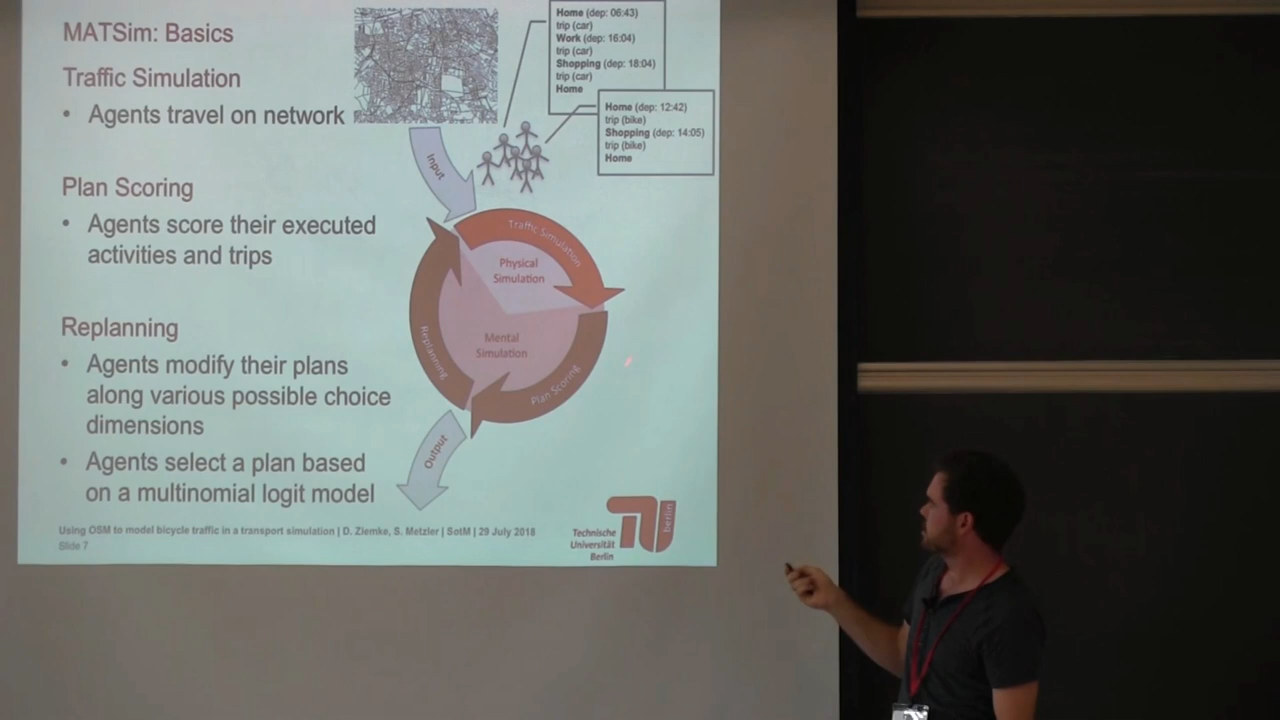 MATSim: Basics
Traffic Simulation
• Agents travel on network
Plan Scoring
• Agents score their executed
activities and trips
Replanning
• Agents modify their plans
along various possible choice
dimensions
• Agents select a plan based
on a multinomial logit model
Home (dep: 06:43)
trip (car)
Work (dep: 16:04)
trip (car)
Shopping (dep: 18:04)
trip (car)
Home
Home (dep: 12:42)
trip (bike)
Shopping (dep: 14:05)
trip (bike)
Home
Input
Traffic Simulation
Physical
Simulation
Mental
Simulation
Replanning
Plan Scoring
Output
Using OSM to model bicycle traffic in a transport simulation | D. Ziemke, S. Metzler | SotM | 29 July 2018
Slide 7
Technische
Universität
Berlin
berlin